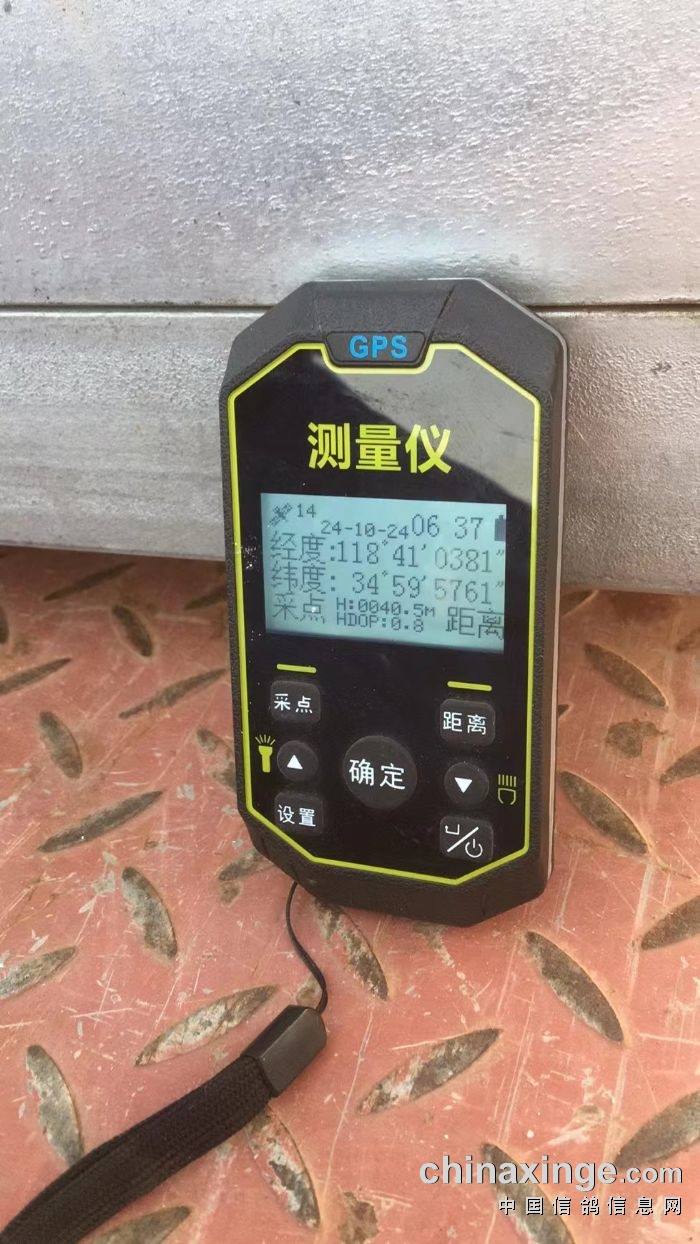 GPS
测量仪
14
24-10-24 06 37
经度:118°41′0381″
纬度: 34°59′5761″
采点 H:0040.5M 距离
HDOP:0.8
采点
距离
确定
设置
chinaxinge.com
中国信鸽信息网